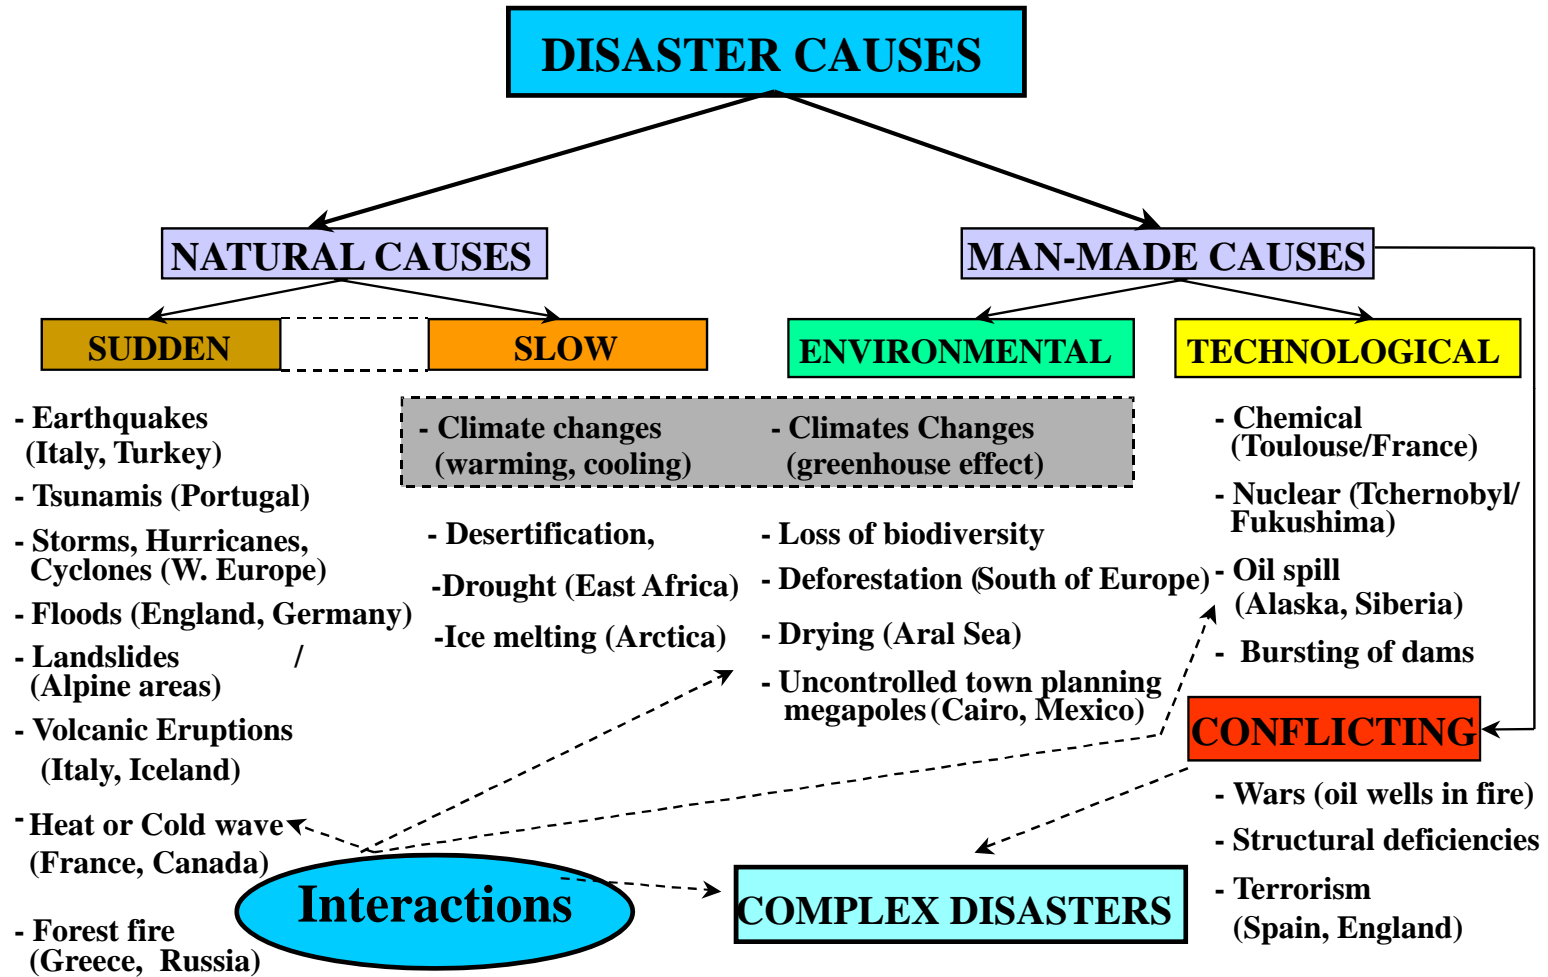 DISASTER CAUSES
NATURAL CAUSES
MAN-MADE CAUSES
SUDDEN
SLOW
ENVIRONMENTAL
TECHNOLOGICAL
- Earthquakes
(Italy, Turkey)
- Tsunamis (Portugal)
- Storms, Hurricanes,
Cyclones (W. Europe)
- Floods (England, Germany)
- Landslides /
(Alpine areas)
- Volcanic Eruptions
(Italy, Iceland)
- Heat or Cold wave
(France, Canada)
- Forest fire
(Greece, Russia)
- Climate changes
(warming, cooling)
- Desertification,
-Drought (East Africa)
-Ice melting (Arctica)
- Climates Changes
(greenhouse effect)
- Loss of biodiversity
- Deforestation (South of Europe)
- Drying (Aral Sea)
- Uncontrolled town planning
megapoles (Cairo, Mexico)
- Chemical
(Toulouse/France)
- Nuclear (Tchernobyl/
Fukushima)
- Oil spill
(Alaska, Siberia)
- Bursting of dams
CONFLICTING
- Wars (oil wells in fire)
- Structural deficiencies
- Terrorism
(Spain, England)
Interactions
COMPLEX DISASTERS